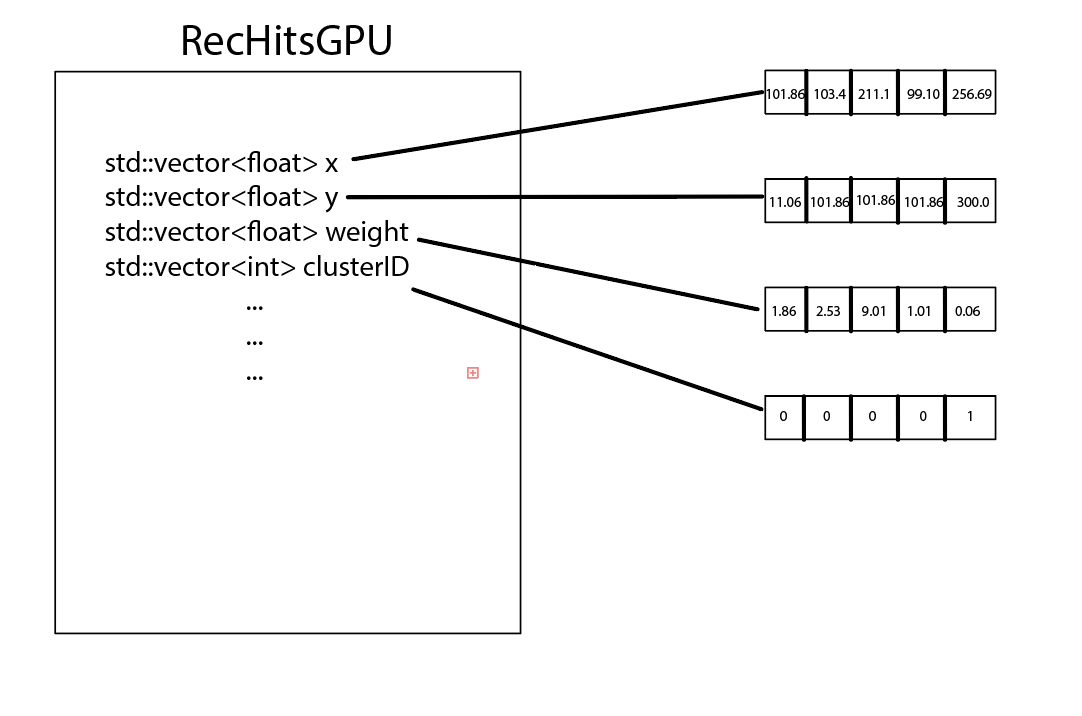 RecHitsGPU
std::vector<float> x
std::vector<float> y
std::vector<float> weight
std::vector<int> clusterID
...
...
...
101.86 103.4 211.1 99.10 256.69
11.06 101.86 101.86 101.86 300.0
1.86 2.53 9.01 1.01 0.06
0 0 0 0 1